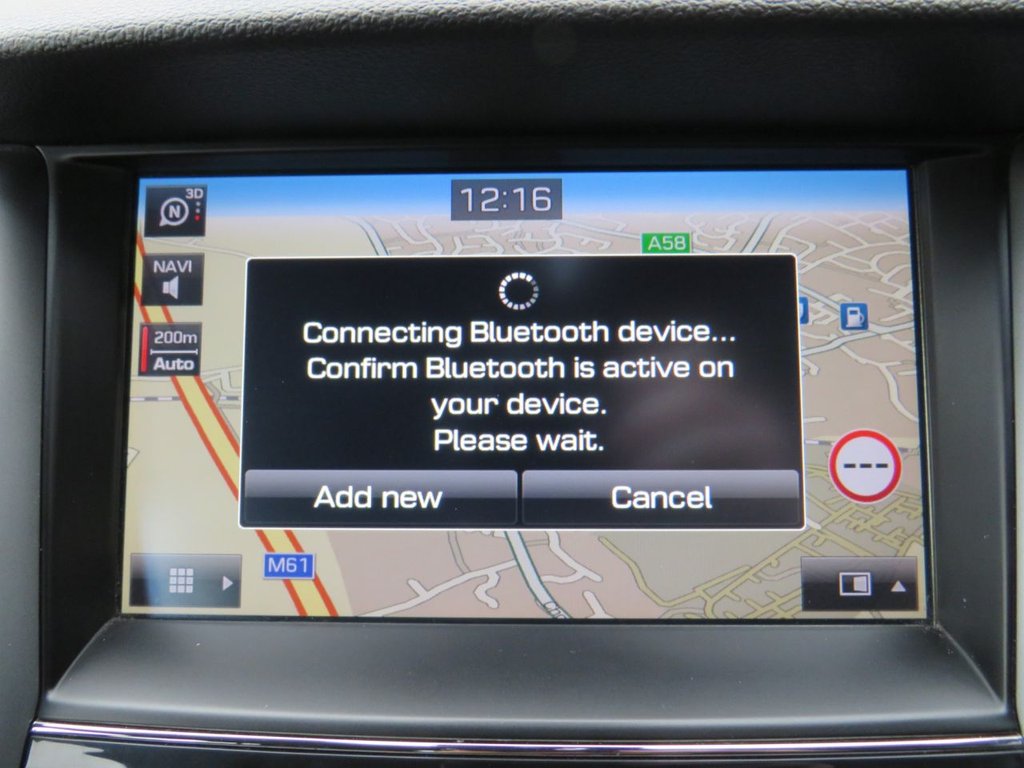 3D
N
12:16
A58
NAVI
200m
Auto
Connecting Bluetooth device...
Confirm Bluetooth is active on
your device.
Please wait.
---
Add new
Cancel
M61